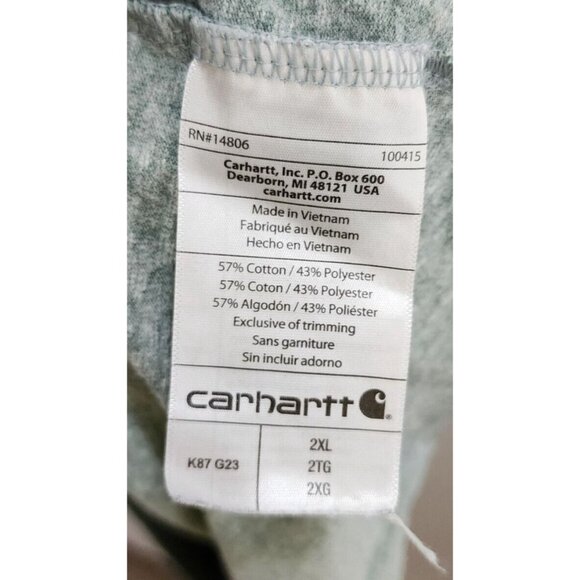 RN#14806
100415
Carhartt, Inc. P.O. Box 600
Dearborn, MI 48121 USA
carhartt.com
Made in Vietnam
Fabriqué au Vietnam
Hecho en Vietnam
57% Cotton / 43% Polyester
57% Coton / 43% Polyester
57% Algodón / 43% Poliéster
Exclusive of trimming
Sans garniture
Sin incluir adorno
carhartt
K87 G23
2XL
2TG
2XG